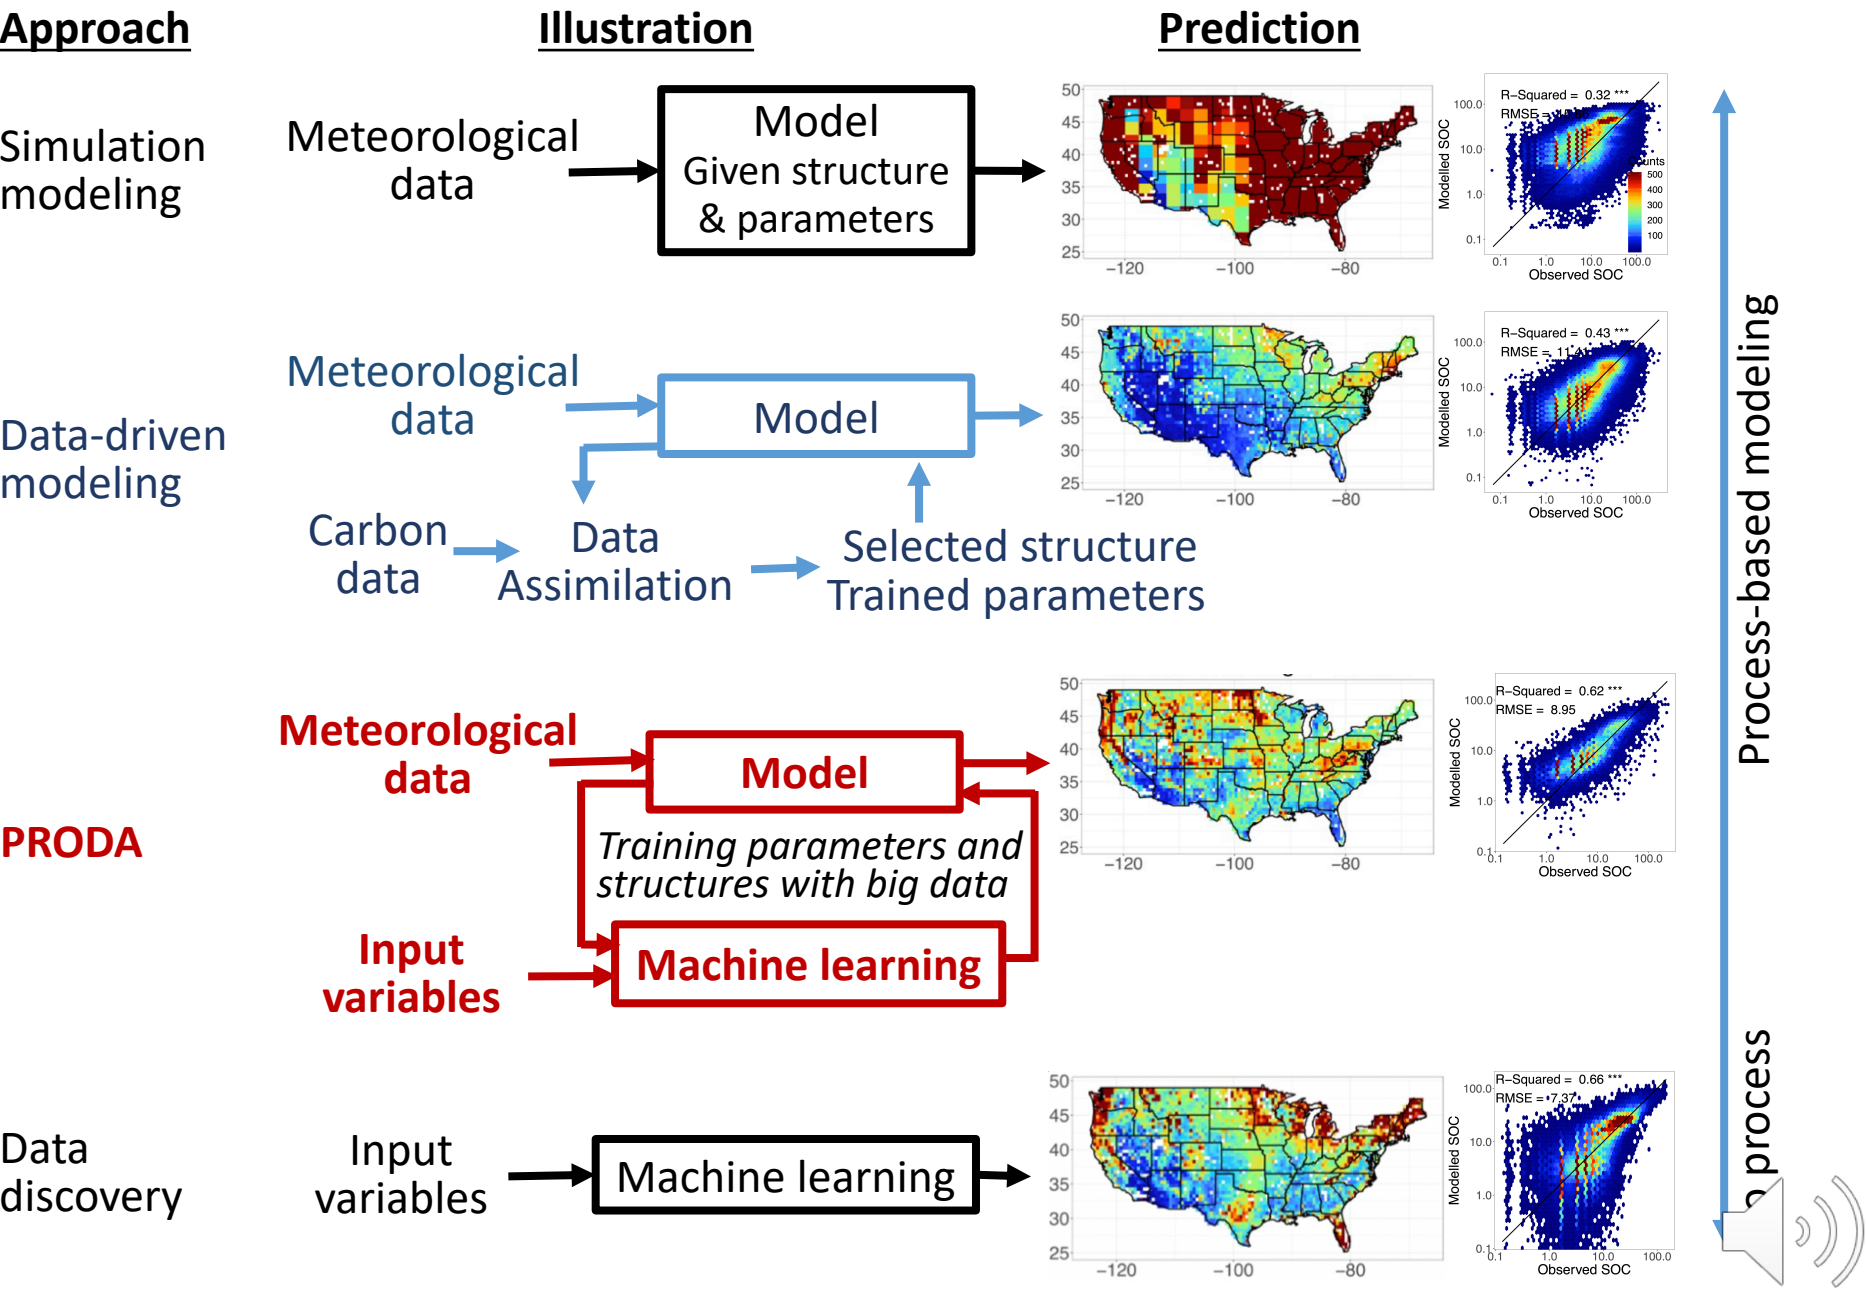 Approach
Illustration
Prediction
Simulation
modeling
Meteorological
data
Model
Given structure
& parameters
50
45
40
35
30
25
−120
−100
−80
R−Squared = 0.32 ***
RMSE =
Modelled SOC
100.0
10.0
1.0
0.1
500
400
300
200
100
0.1
1.0
10.0
100.0
Observed SOC
Data-driven
modeling
Meteorological
data
Model
Carbon
data
Data
Assimilation
Selected structure
Trained parameters
50
45
40
35
30
25
−120
−100
−80
R−Squared = 0.43 ***
RMSE = 11.41
Modelled SOC
100.0
10.0
1.0
0.1
0.1
1.0
10.0
100.0
Observed SOC
PRODA
Meteorological
data
Model
Training parameters and
structures with big data
Input
variables
Machine learning
50
45
40
35
30
25
−120
−100
−80
R−Squared = 0.62 ***
RMSE = 8.95
Modelled SOC
100.0
10.0
1.0
0.1
0.1
1.0
10.0
100.0
Observed SOC
Data
discovery
Input
variables
Machine learning
50
45
40
35
30
25
−120
−100
−80
R−Squared = 0.66 ***
RMSE = 7.37
Modelled SOC
100.0
10.0
1.0
0.1
0.1
1.0
10.0
100.0
Observed SOC
Process-based modeling
process